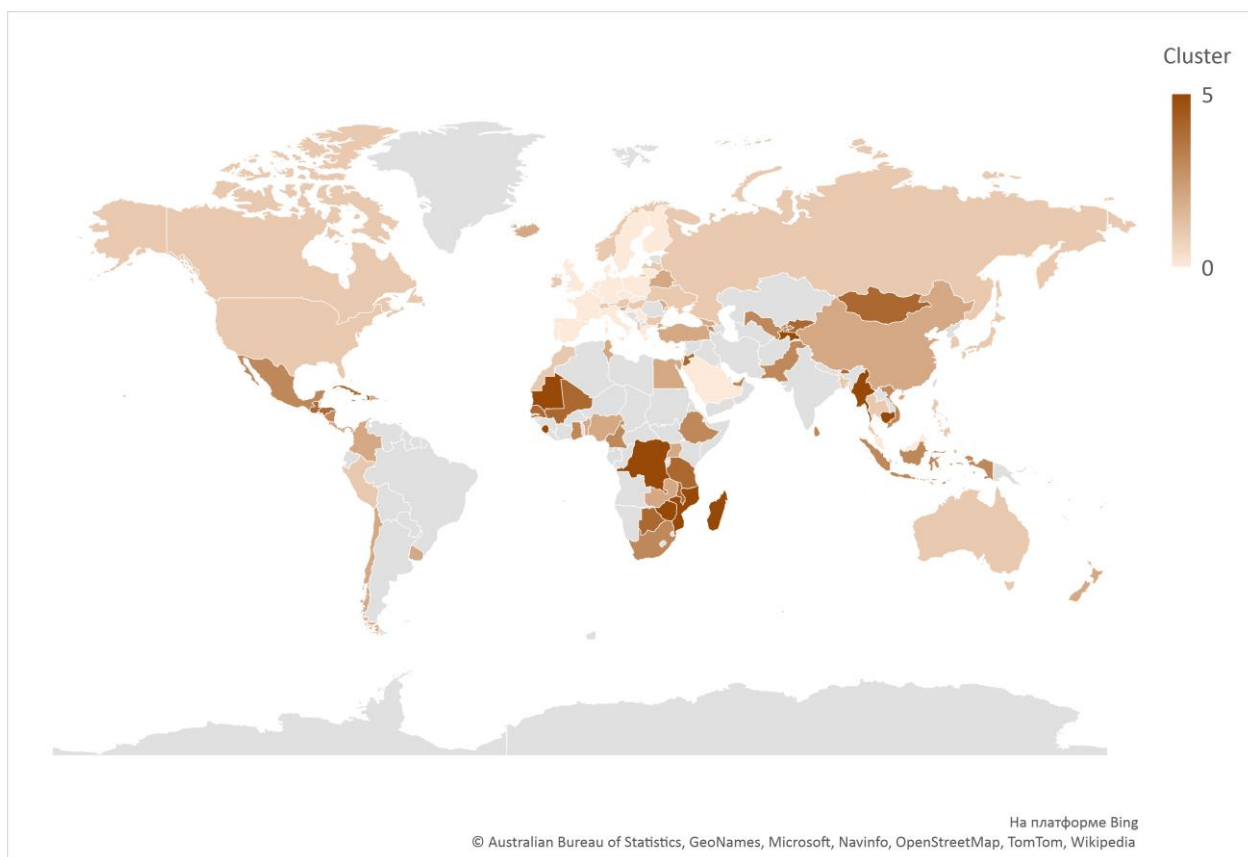 Cluster
5
0
На платформе Bing
© Australian Bureau of Statistics, GeoNames, Microsoft, Navinfo, OpenStreetMap, TomTom, Wikipedia